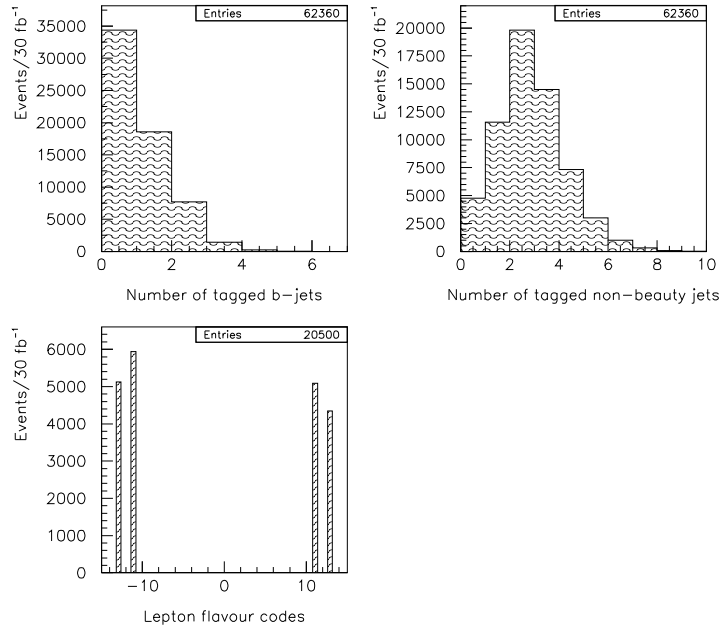 Entries 62360
Events/30 fb⁻¹
35000
30000
25000
20000
15000
10000
5000
0
0 2 4 6
Number of tagged b-jets
Entries 62360
Events/30 fb⁻¹
20000
17500
15000
12500
10000
7500
5000
2500
0
0 2 4 6 8 10
Number of tagged non-beauty jets
Entries 20500
Events/30 fb⁻¹
6000
5000
4000
3000
2000
1000
0
-10 0 10
Lepton flavour codes